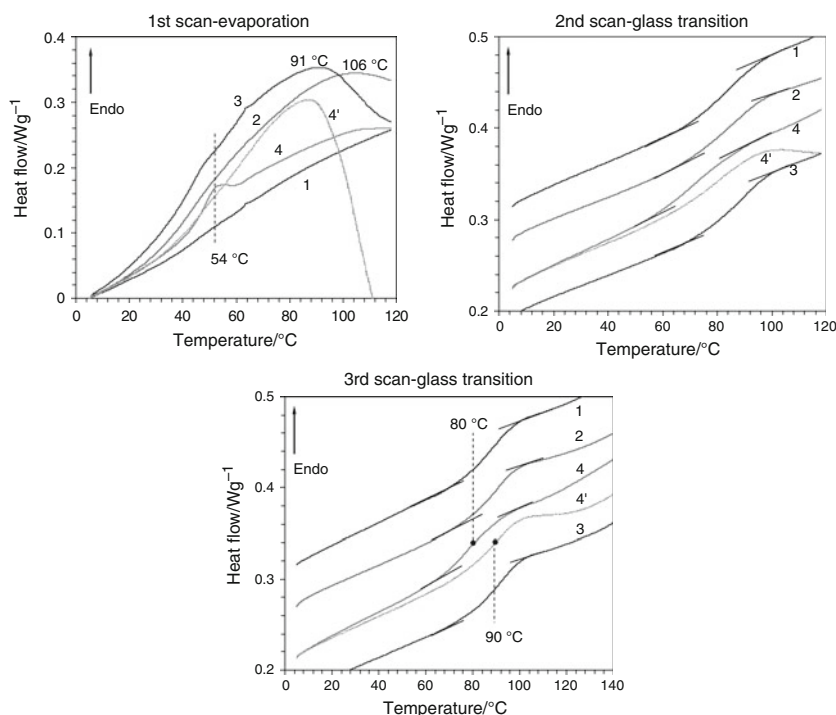 1st scan-evaporation
0.4
0.3
0.2
0.1
0
Heat flow/Wg⁻¹
Endo
91 °C
106 °C
3
2
4'
4
1
54 °C
0 20 40 60 80 100 120
Temperature/°C
2nd scan-glass transition
0.5
0.4
0.3
0.2
Heat flow/Wg⁻¹
Endo
1
2
4
4'
3
0 20 40 60 80 100 120
Temperature/°C
3rd scan-glass transition
0.5
0.4
0.3
0.2
Heat flow/Wg⁻¹
Endo
80 °C
1
2
4
4'
3
90 °C
0 20 40 60 80 100 120 140
Temperature/°C